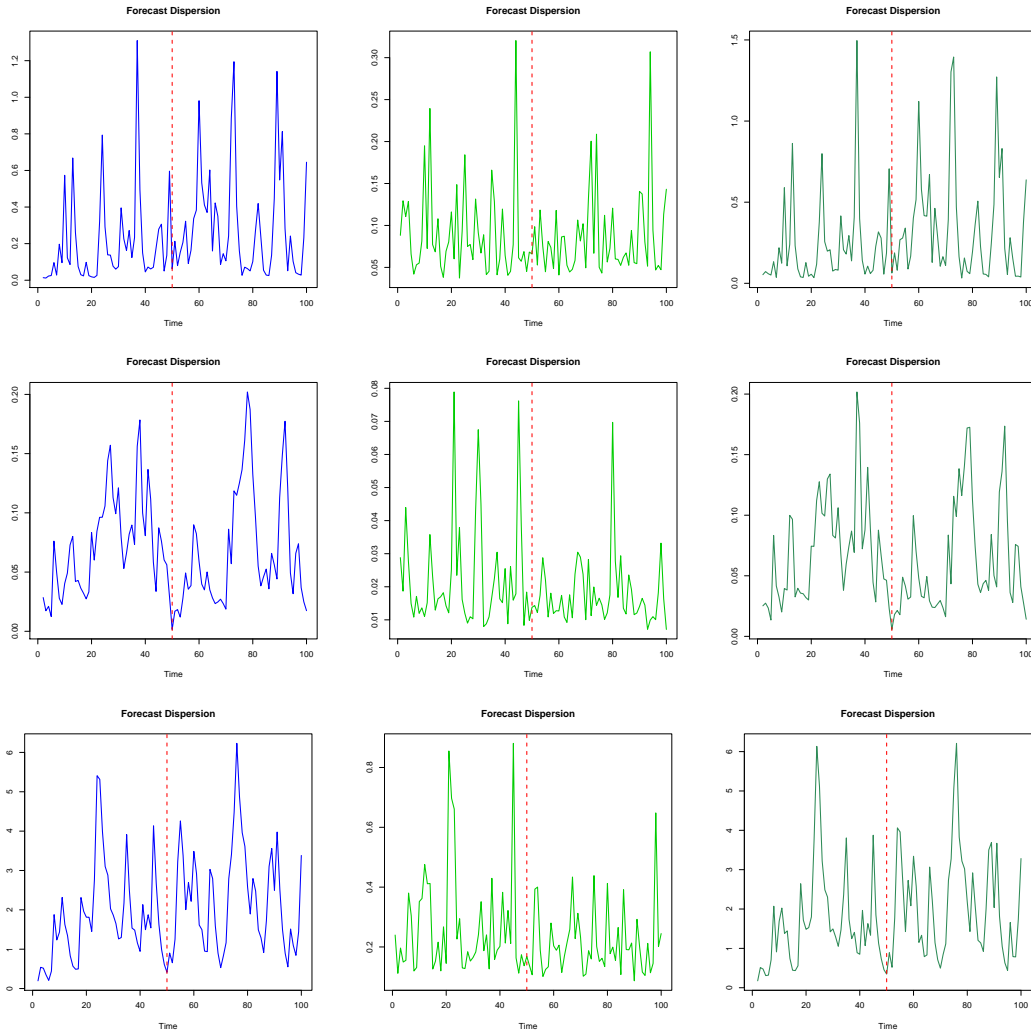 Forecast Dispersion
Forecast Dispersion
Forecast Dispersion
0.0 0.2 0.4 0.6 0.8 1.0 1.2
0.05 0.10 0.15 0.20 0.25 0.30
0.0 0.5 1.0 1.5
0 20 40 60 80 100
0 20 40 60 80 100
0 20 40 60 80 100
Time
Time
Time
Forecast Dispersion
Forecast Dispersion
Forecast Dispersion
0.00 0.05 0.10 0.15 0.20
0.01 0.02 0.03 0.04 0.05 0.06 0.07 0.08
0.00 0.05 0.10 0.15 0.20
0 20 40 60 80 100
0 20 40 60 80 100
0 20 40 60 80 100
Time
Time
Time
Forecast Dispersion
Forecast Dispersion
Forecast Dispersion
0 1 2 3 4 5 6
0.2 0.4 0.6 0.8
0 1 2 3 4 5 6
0 20 40 60 80 100
0 20 40 60 80 100
0 20 40 60 80 100
Time
Time
Time